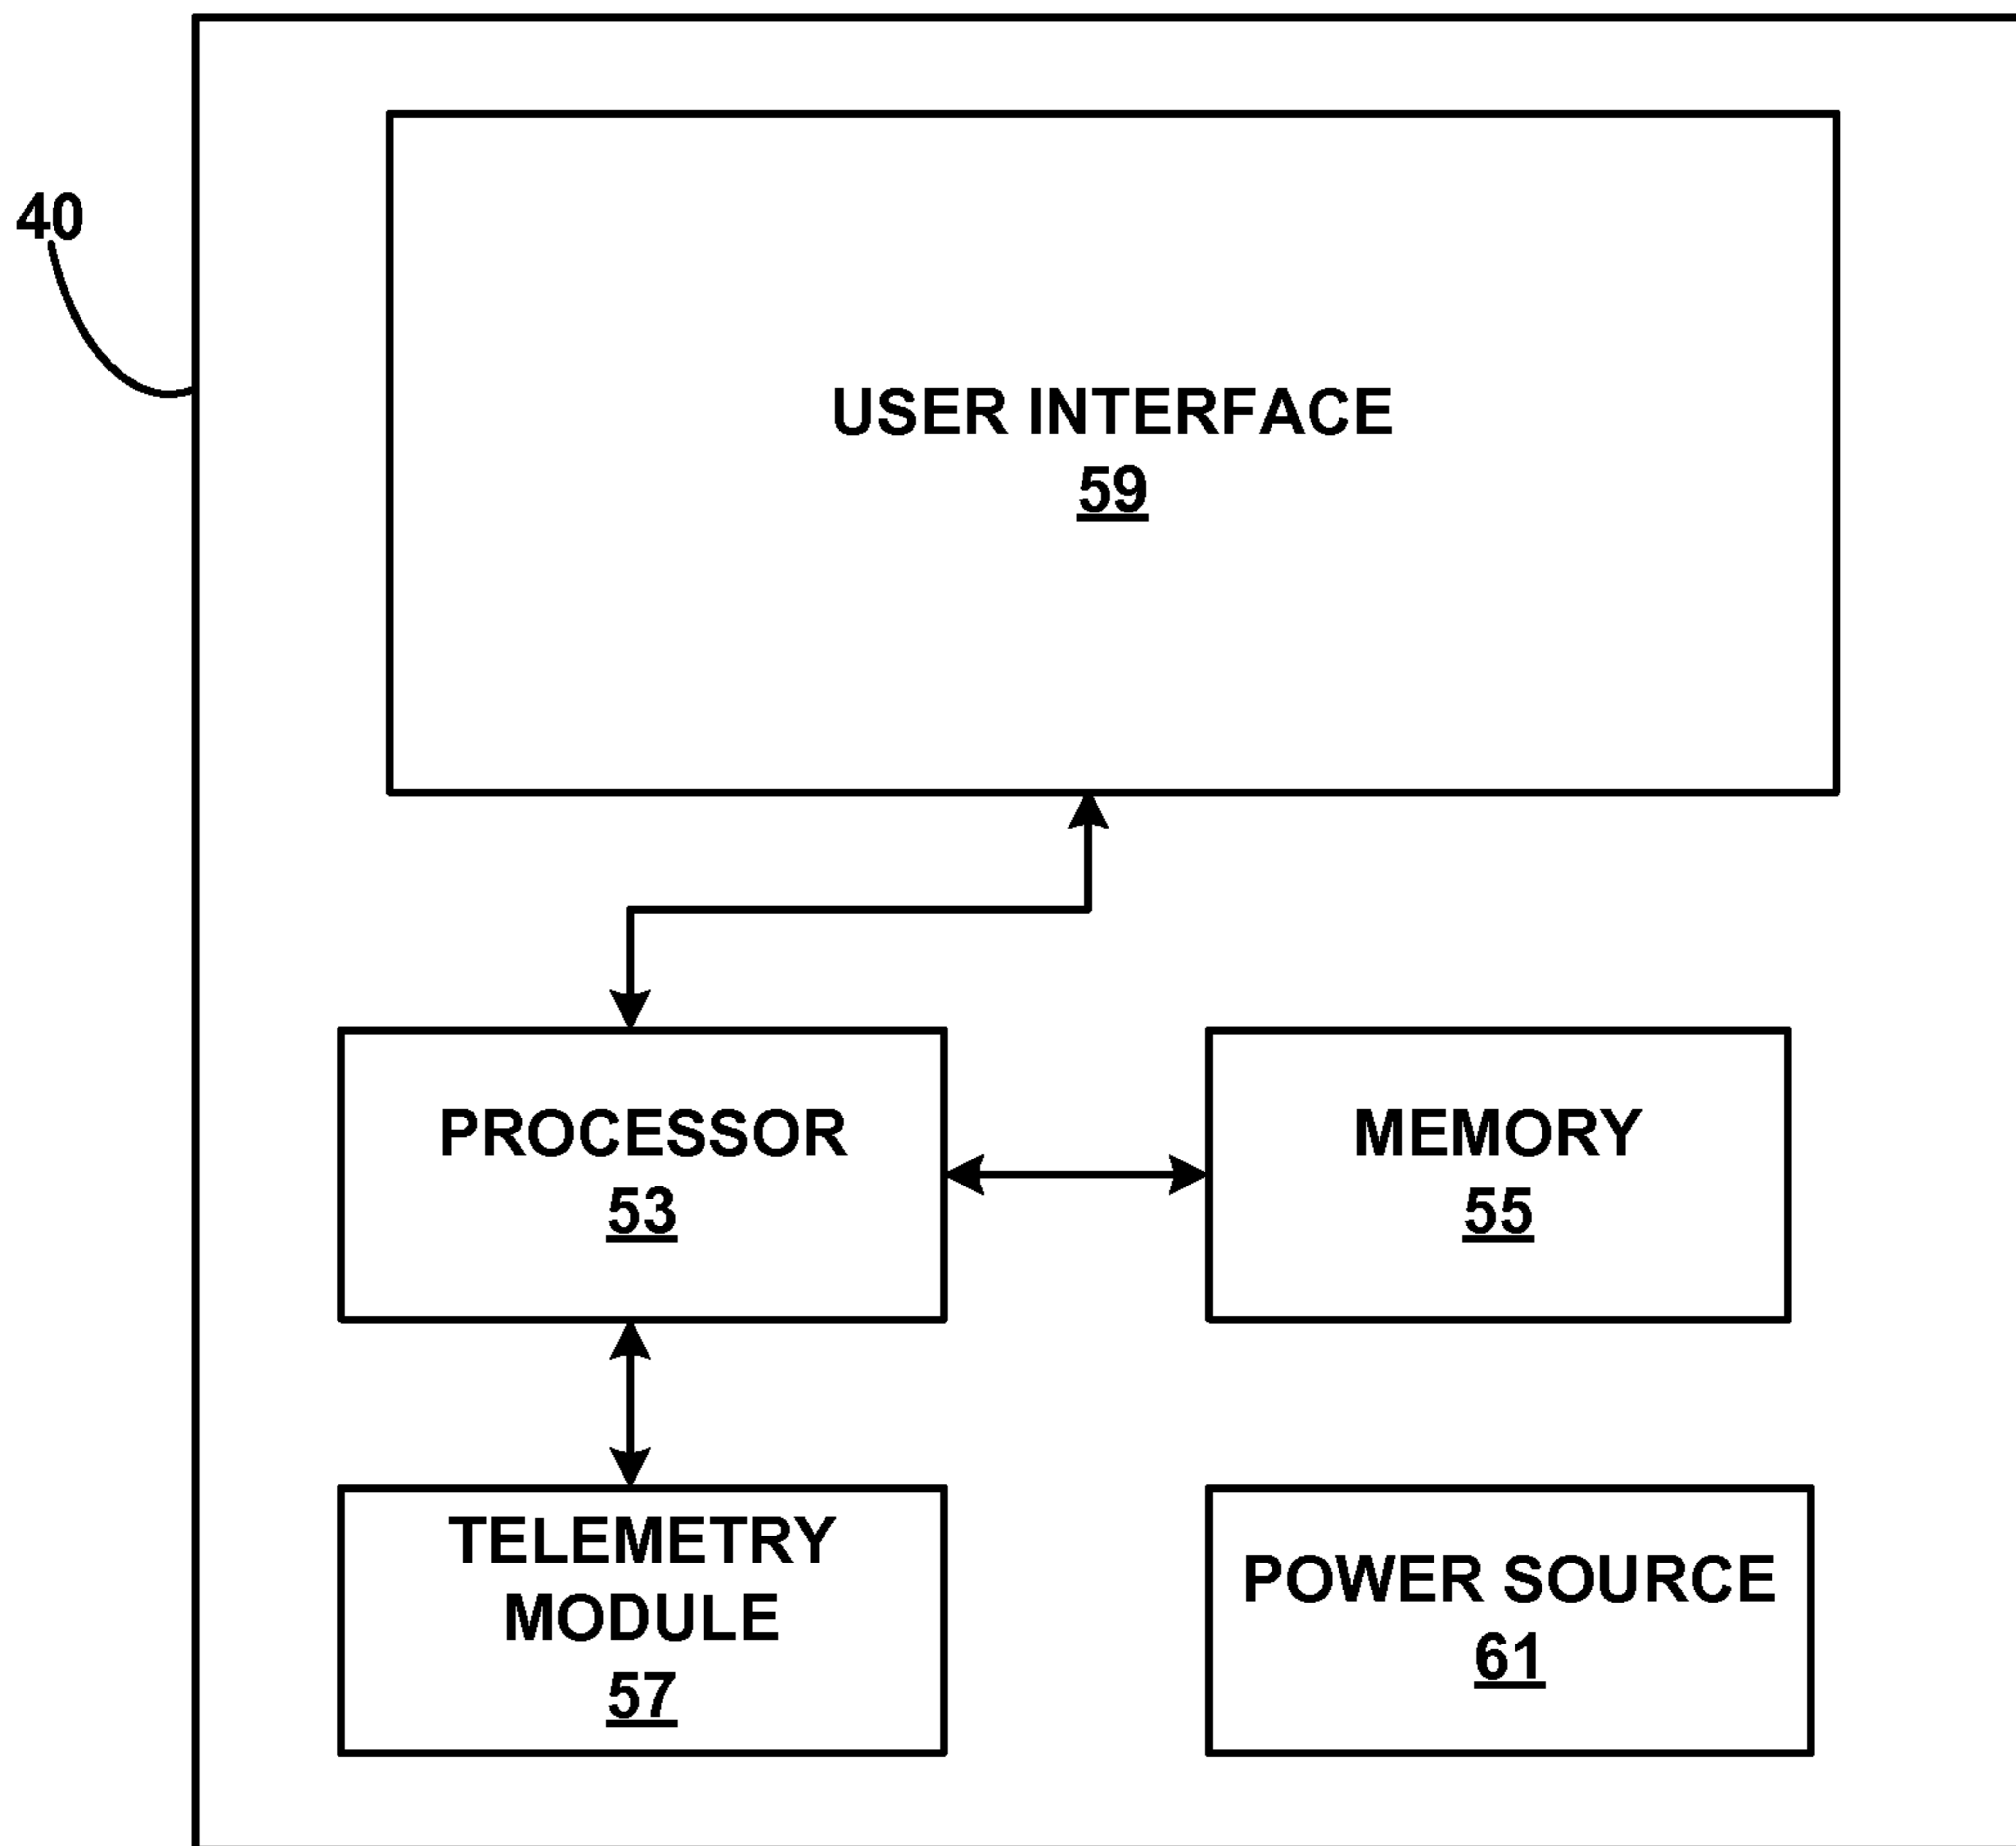 40
USER INTERFACE
59
PROCESSOR
53
MEMORY
55
TELEMETRY
MODULE
57
POWER SOURCE
61